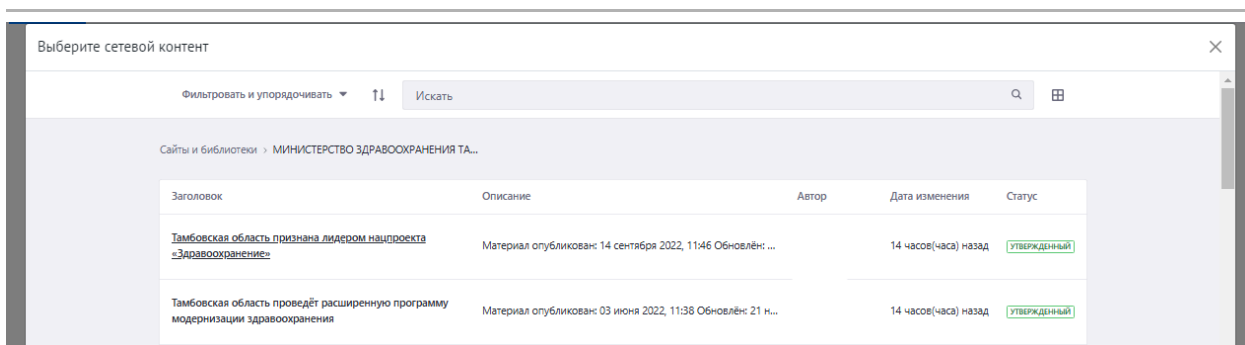 Выберите сетевой контент
Фильтровать и упорядочивать
Искать
Сайты и библиотеки > МИНИСТЕРСТВО ЗДРАВООХРАНЕНИЯ ТА...
Заголовок Описание Автор Дата изменения Статус
Тамбовская область признана лидером нацпроекта
«Здравоохранение»
Материал опубликован: 14 сентября 2022, 11:46 Обновлён: ...
14 часов(часа) назад
УТВЕРЖДЕННЫЙ
Тамбовская область проведёт расширенную программу
модернизации здравоохранения
Материал опубликован: 03 июня 2022, 11:38 Обновлён: 21 н...
14 часов(часа) назад
УТВЕРЖДЕННЫЙ